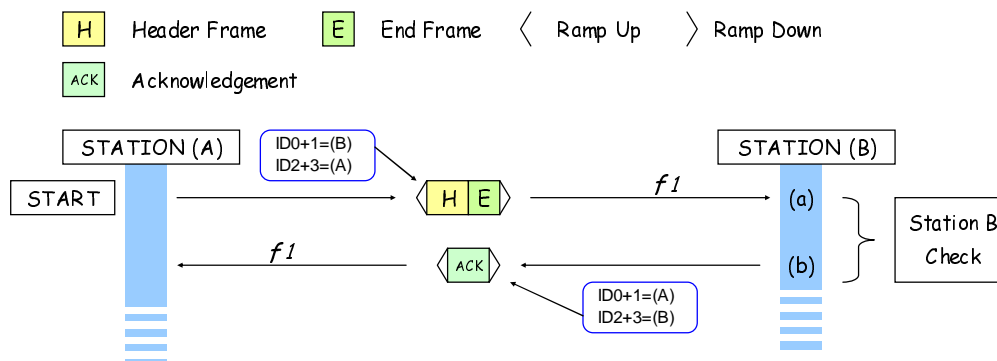 H Header Frame E End Frame Ramp Up Ramp Down
ACK Acknowledgement
STATION (A)
ID0+1=(B)
ID2+3=(A)
STATION (B)
START
H E
f1
(a)
Station B
Check
f1
ACK
(b)
ID0+1=(A)
ID2+3=(B)